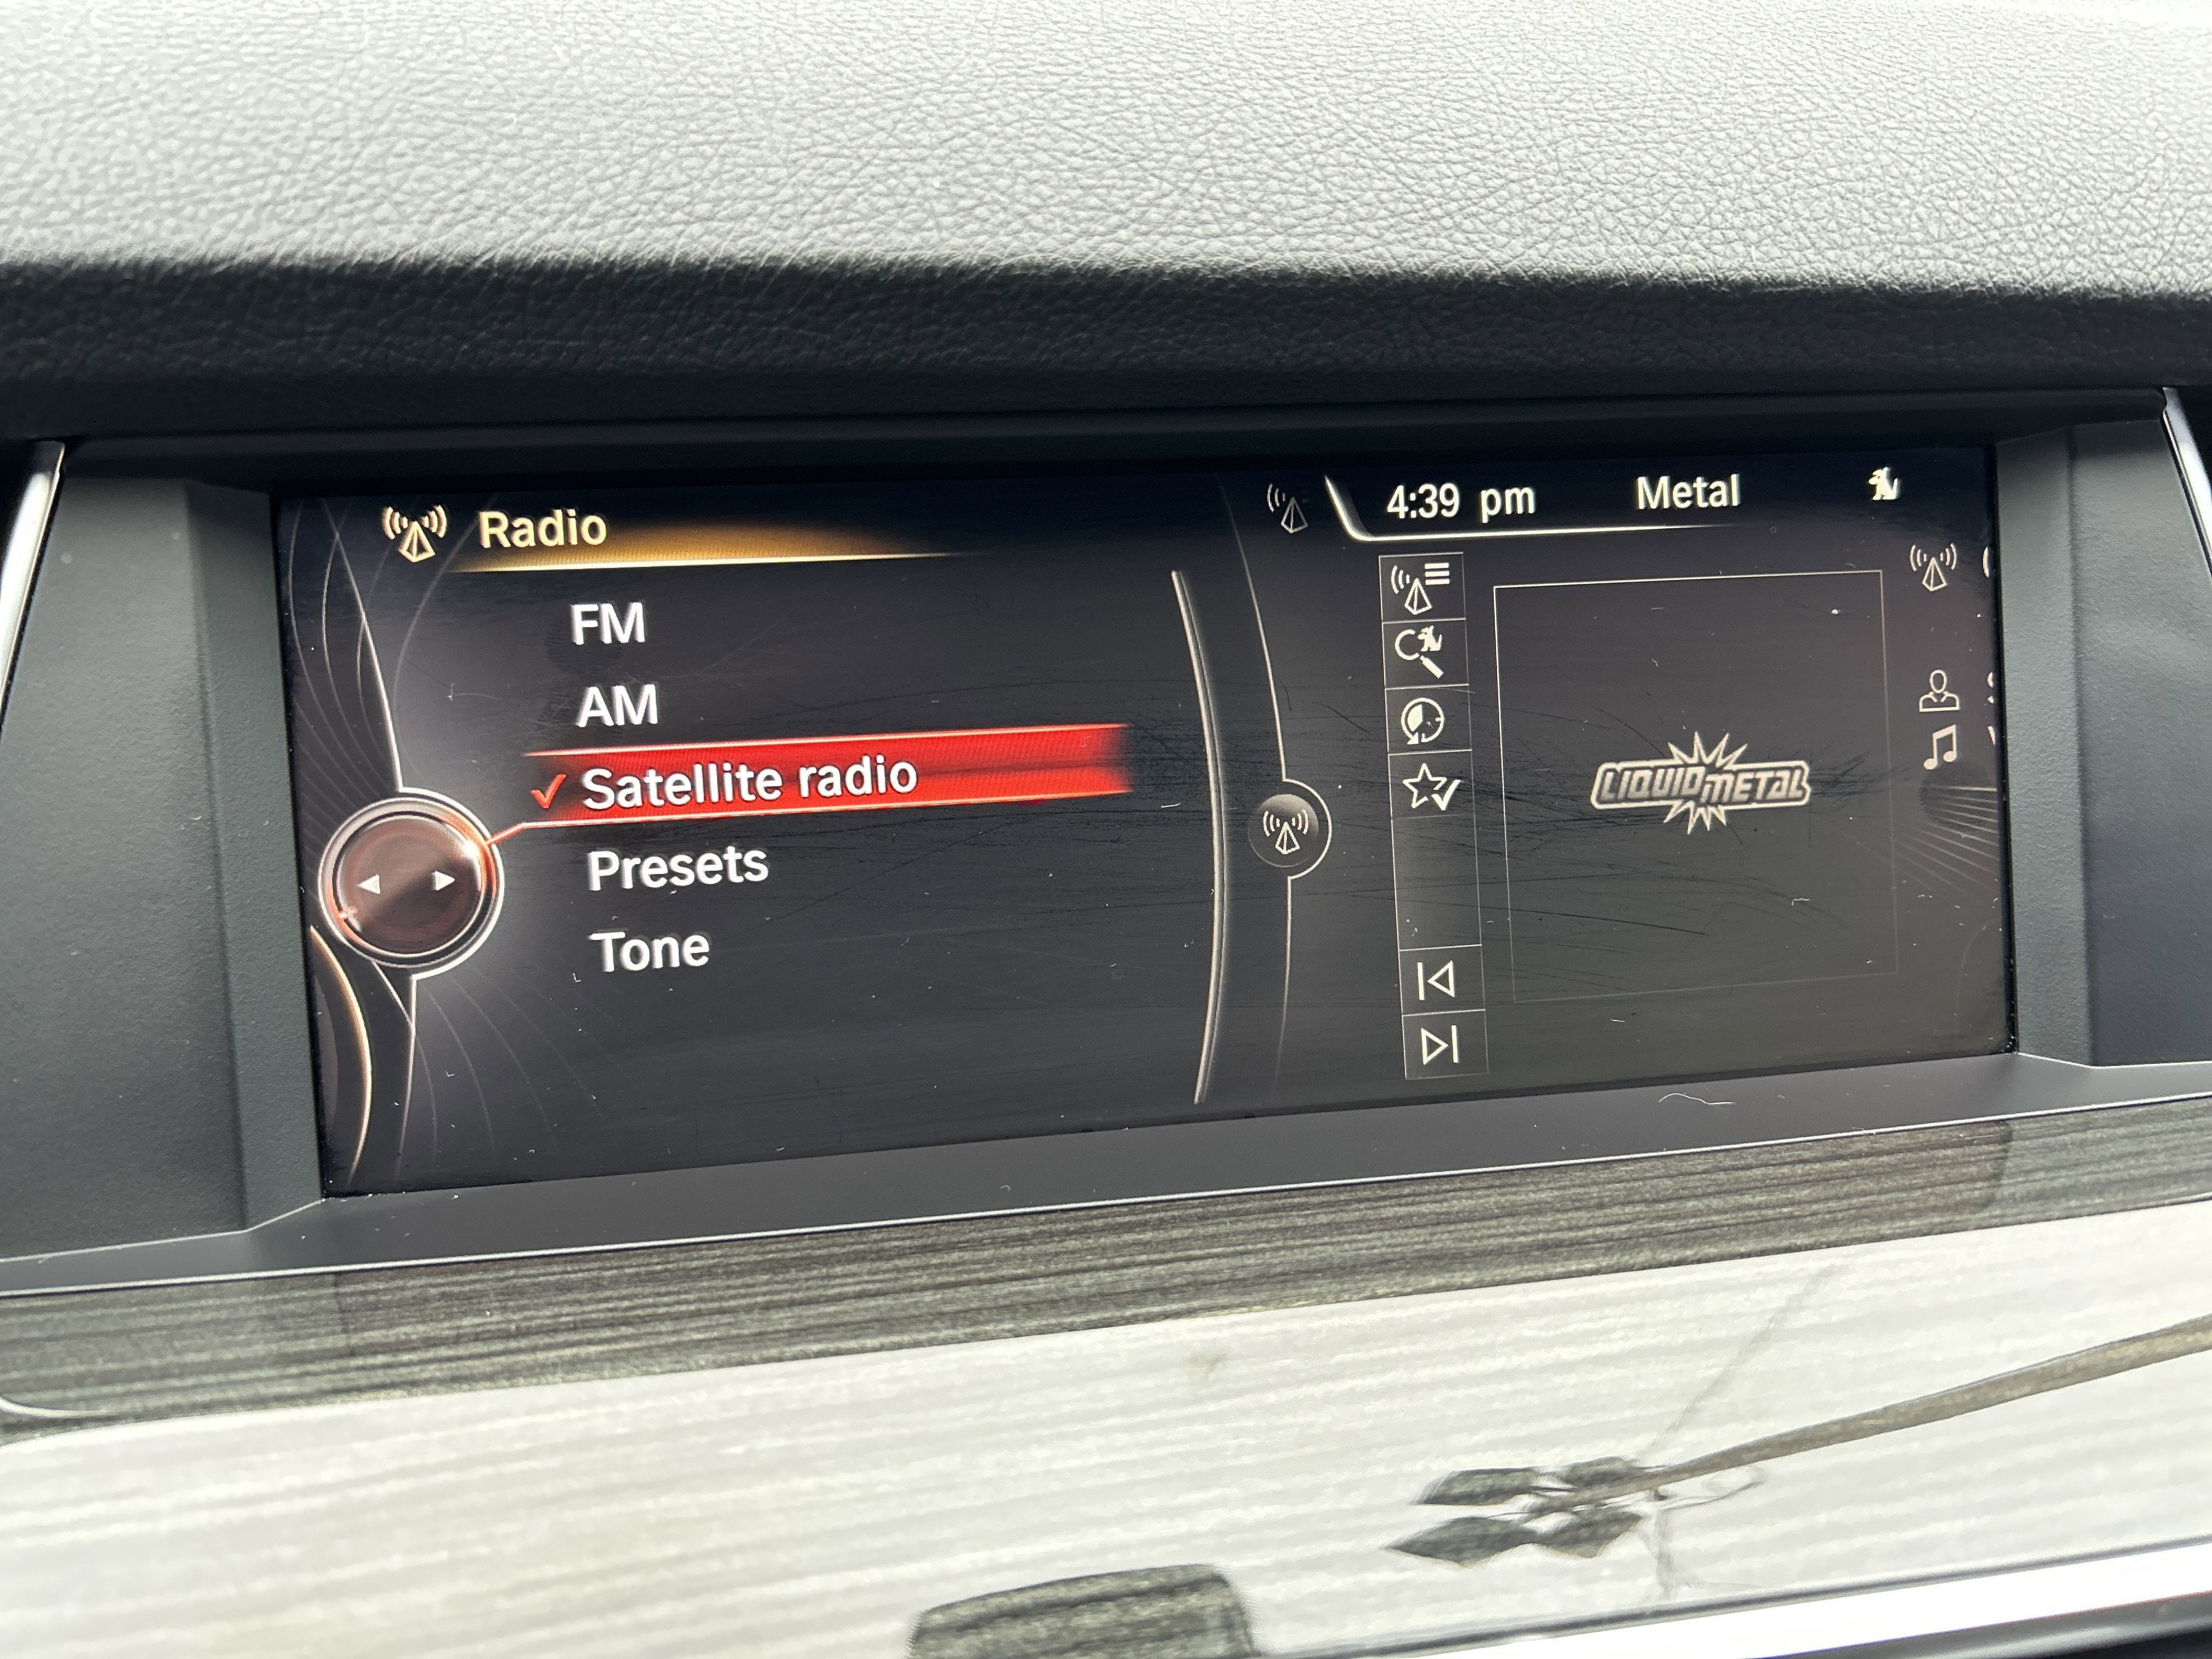 Radio
FM
AM
Satellite radio
Presets
Tone
4:39 pm Metal
LIQUID METAL